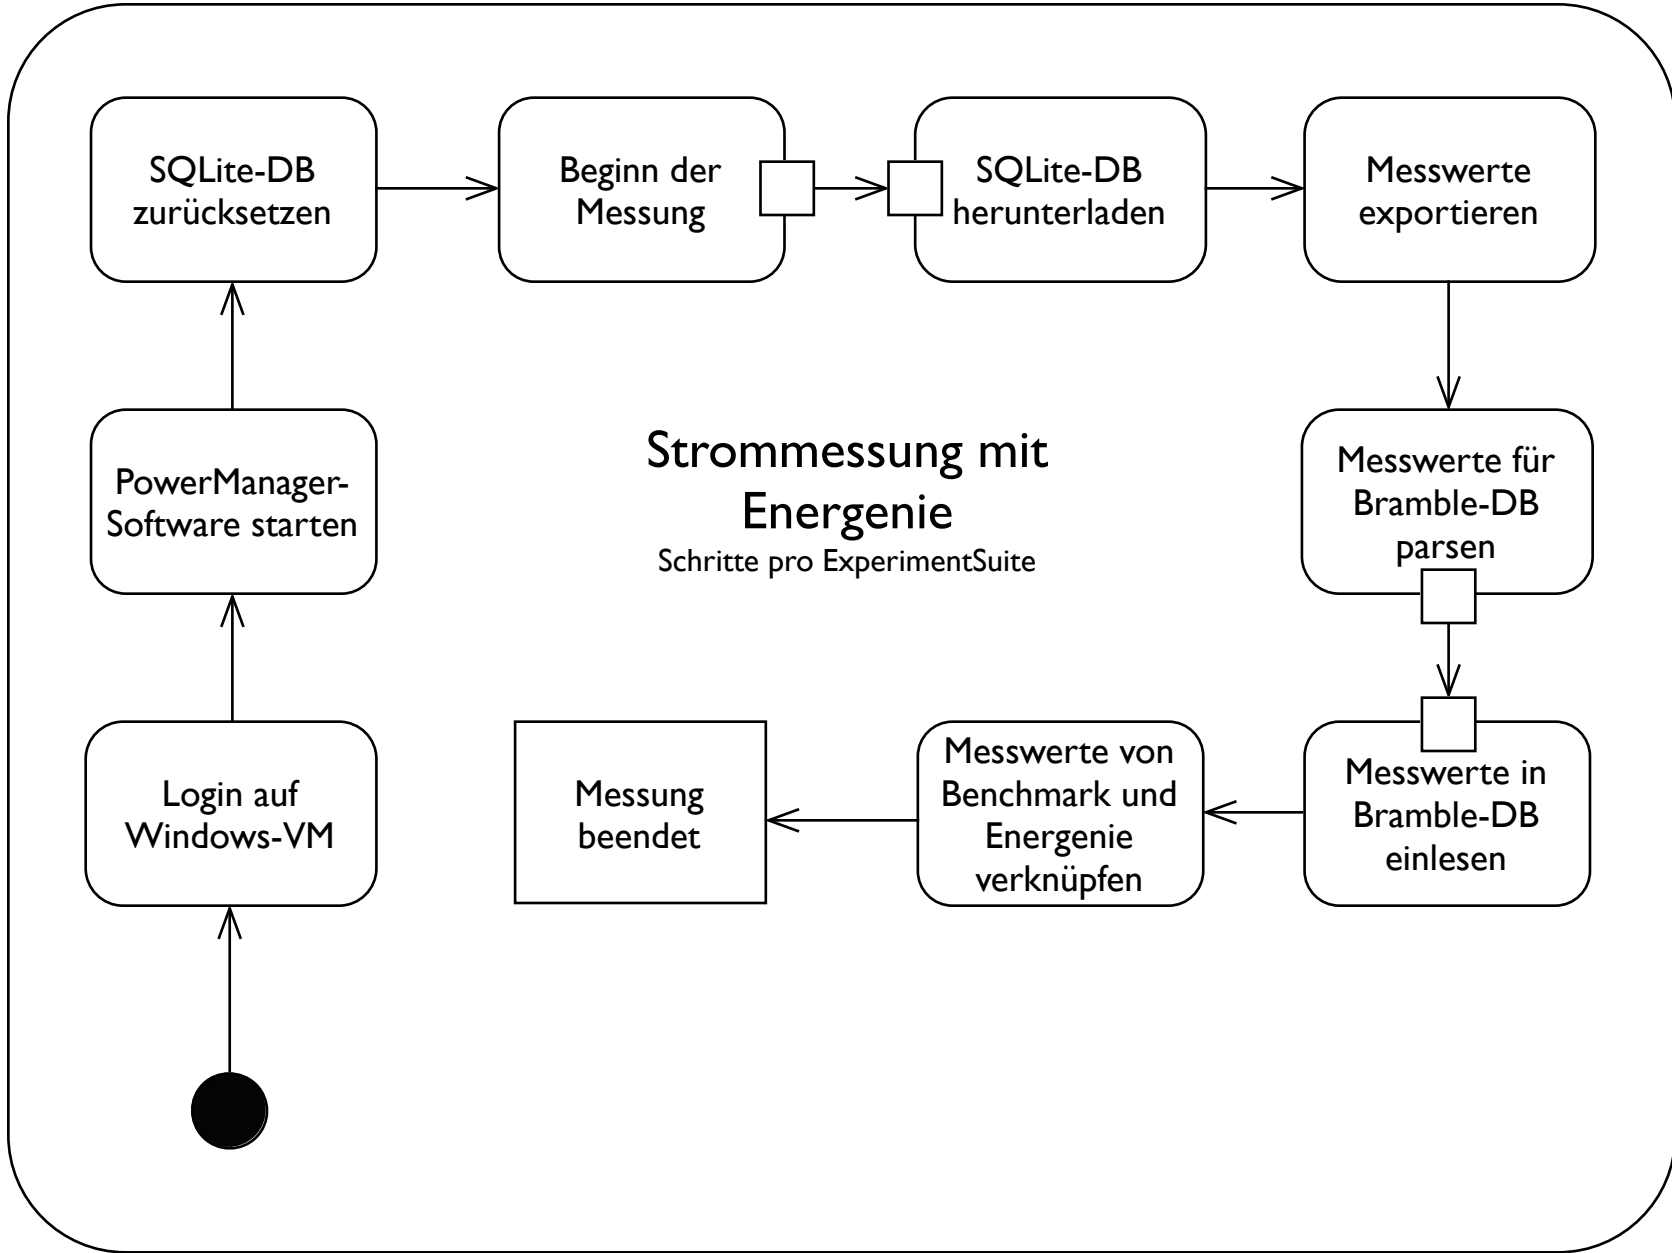 SQLite-DB
zurücksetzen
Beginn der
Messung
SQLite-DB
herunterladen
Messwerte
exportieren
PowerManager-
Software starten
Strommessung mit
Energenie
Schritte pro ExperimentSuite
Messwerte für
Bramble-DB
parsen
Login auf
Windows-VM
Messung
beendet
Messwerte von
Benchmark und
Energenie
verknüpfen
Messwerte in
Bramble-DB
einlesen